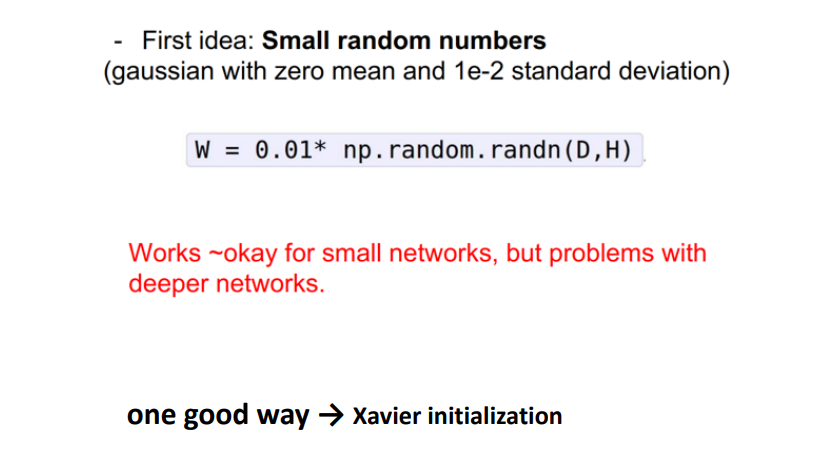 - First idea: Small random numbers
(gaussian with zero mean and 1e-2 standard deviation)
W = 0.01* np.random.randn(D,H)
Works ~okay for small networks, but problems with
deeper networks.
one good way → Xavier initialization